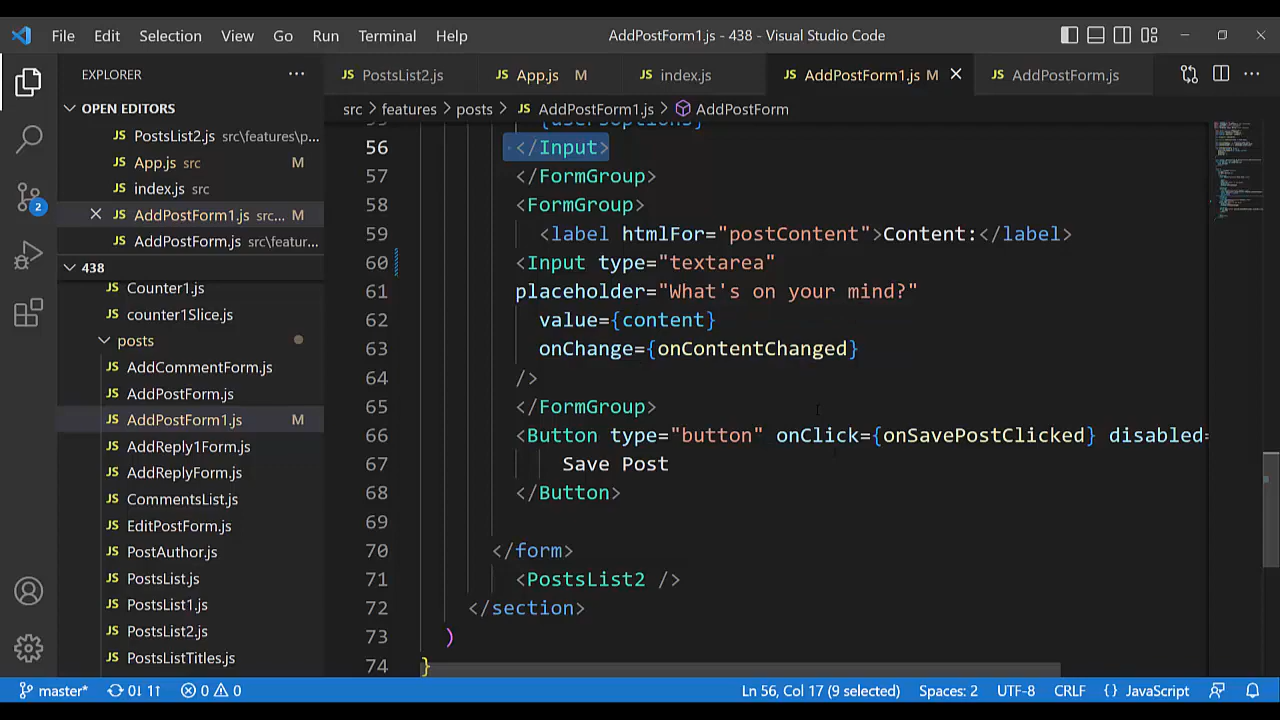 File Edit Selection View Go Run Terminal Help AddPostForm1.js - 438 - Visual Studio Code
EXPLORER
PostsList2.js App.js M index.js AddPostForm1.js M AddPostForm.js
OPEN EDITORS
PostsList2.js src\features\p...
App.js src M
index.js src
AddPostForm1.js src... M
AddPostForm.js src\featur...
438
Counter1.js
counter1Slice.js
posts
AddCommentForm.js
AddPostForm.js
AddPostForm1.js M
AddReply1Form.js
AddReplyForm.js
CommentsList.js
EditPostForm.js
PostAuthor.js
PostsList.js
PostsList1.js
PostsList2.js
PostsListTitles.js
2
src > features > posts > AddPostForm1.js > AddPostForm
55 {usersOptions}
56 </Input>
57 </FormGroup>
58 <FormGroup>
59 <label htmlFor="postContent">Content:</label>
60 <Input type="textarea"
61 placeholder="What's on your mind?"
62 value={content}
63 onChange={onContentChanged}
64 />
65 </FormGroup>
66 <Button type="button" onClick={onSavePostClicked} disabled=
67 Save Post
68 </Button>
69
70 </form>
71 <PostsList2 />
72 </section>
73 )
74 }
master* 0↓ 1↑ 0 0 Ln 56, Col 17 (9 selected) Spaces: 2 UTF-8 CRLF {} JavaScript